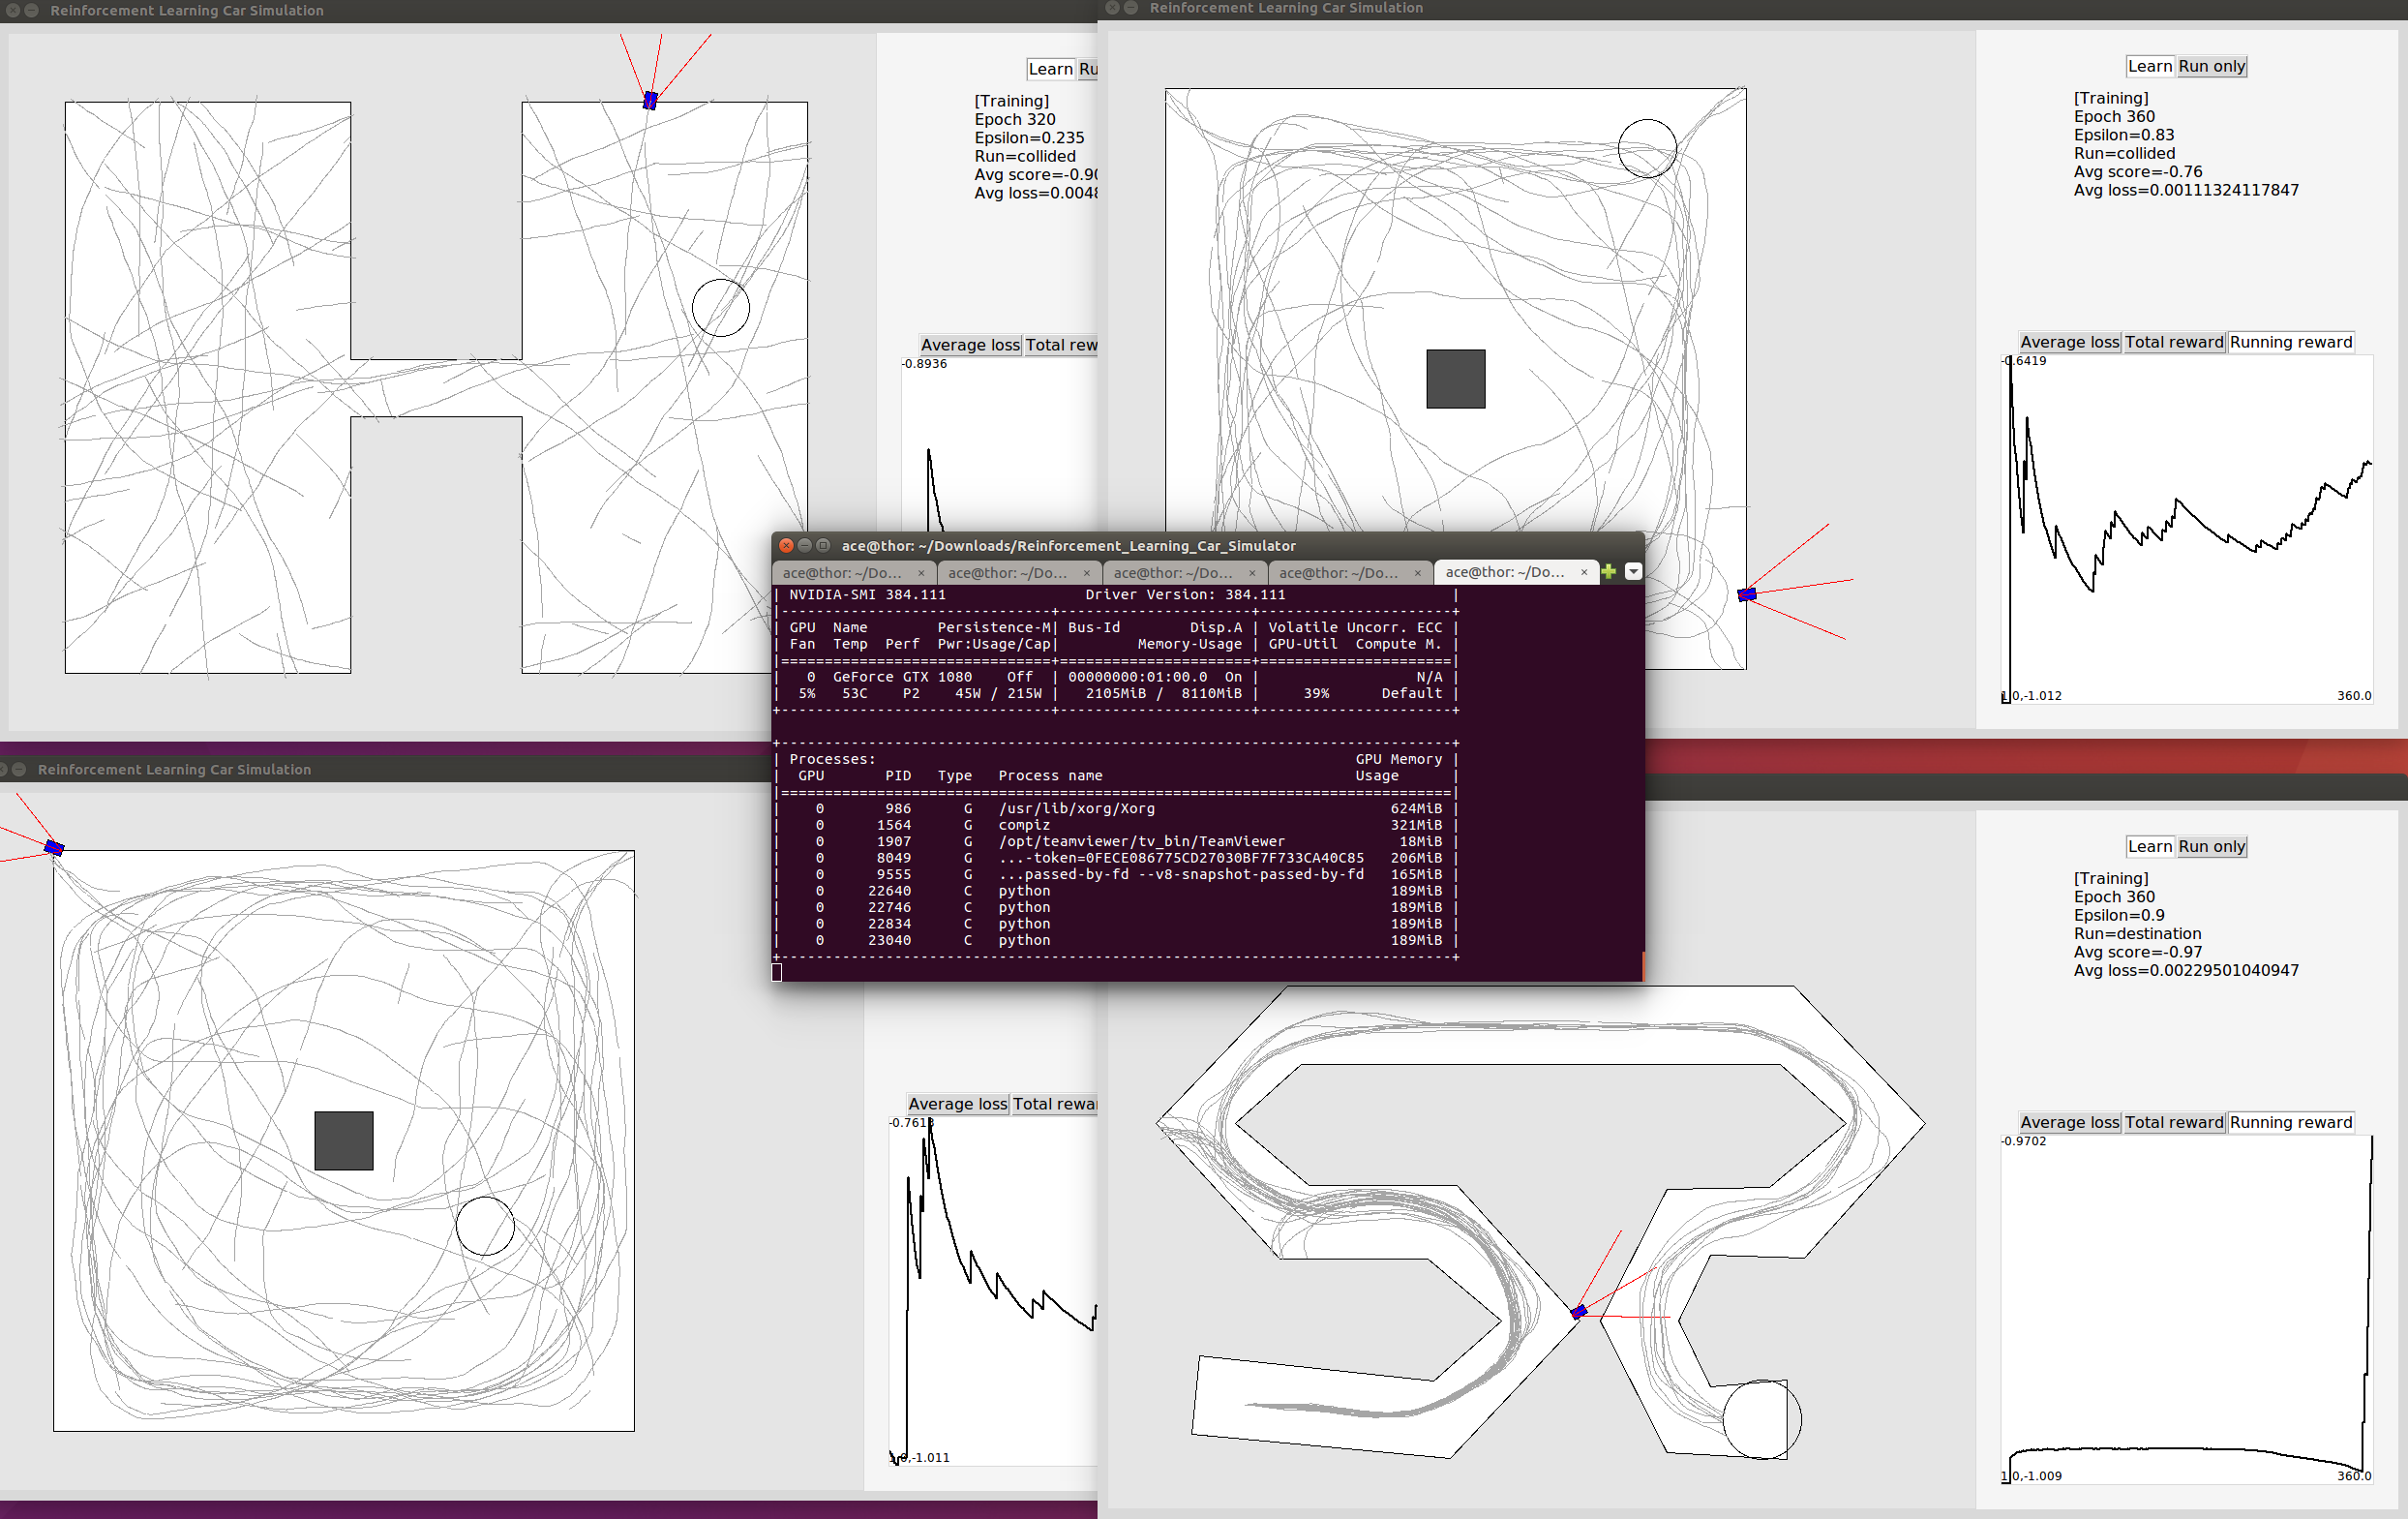 Reinforcement Learning Car Simulation
Learn Ru
[Training]
Epoch 320
Epsilon=0.235
Run=collided
Avg score=-0.90
Avg loss=0.0048
Average loss Total rew
-0.8936
Reinforcement Learning Car Simulation
Learn Run only
[Training]
Epoch 360
Epsilon=0.83
Run=collided
Avg score=-0.76
Avg loss=0.00111324117847
Average loss Total reward Running reward
-0.6419
1.0,-1.012 360.0
ace@thor: ~/Downloads/Reinforcement_Learning_Car_Simulator
ace@thor: ~/Do... × ace@thor: ~/Do... × ace@thor: ~/Do... × ace@thor: ~/Do... × ace@thor: ~/Do... ×
| NVIDIA-SMI 384.111                Driver Version: 384.111                   |
|-------------------------------+----------------------+----------------------+
| GPU  Name        Persistence-M| Bus-Id        Disp.A | Volatile Uncorr. ECC |
| Fan  Temp  Perf  Pwr:Usage/Cap|         Memory-Usage | GPU-Util  Compute M. |
|===============================+======================+======================|
|   0  GeForce GTX 1080    Off  | 00000000:01:00.0  On |                  N/A |
|  5%   53C    P2    45W / 215W |   2105MiB /  8110MiB |     39%      Default |
+-------------------------------+----------------------+----------------------+
+-----------------------------------------------------------------------------+
| Processes:                                                       GPU Memory |
|  GPU       PID   Type   Process name                             Usage      |
|=============================================================================|
|    0       986      G   /usr/lib/xorg/Xorg                           624MiB |
|    0      1564      G   compiz                                       321MiB |
|    0      1907      G   /opt/teamviewer/tv_bin/TeamViewer             18MiB |
|    0      8049      G   ...-token=0FECE086775CD27030BF7F733CA40C85   206MiB |
|    0      9555      G   ...passed-by-fd --v8-snapshot-passed-by-fd   165MiB |
|    0     22640      C   python                                       189MiB |
|    0     22746      C   python                                       189MiB |
|    0     22834      C   python                                       189MiB |
|    0     23040      C   python                                       189MiB |
+-----------------------------------------------------------------------------+
Reinforcement Learning Car Simulation
Average loss Total rewar
-0.7613
1.0,-1.011
Learn Run only
[Training]
Epoch 360
Epsilon=0.9
Run=destination
Avg score=-0.97
Avg loss=0.00229501040947
Average loss Total reward Running reward
-0.9702
1.0,-1.009 360.0